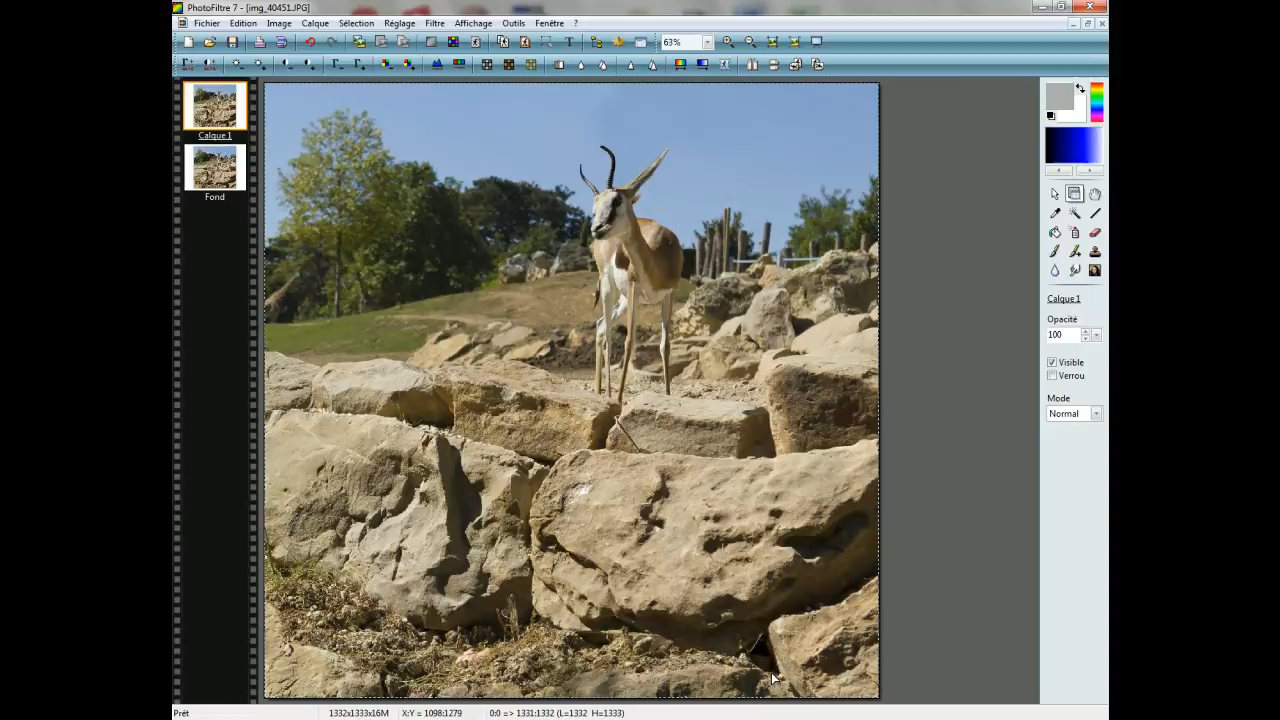 PhotoFiltre 7 - [img_40451.JPG]
Fichier Edition Image Calque Sélection Réglage Filtre Affichage Outils Fenêtre ?
63%
Calque 1
Fond
Calque 1
Opacité
100
Visible
Verrou
Mode
Normal
Prêt 1332x1333x16M X:Y = 1098:1279 0:0 => 1331:1332 (L=1332 H=1333)